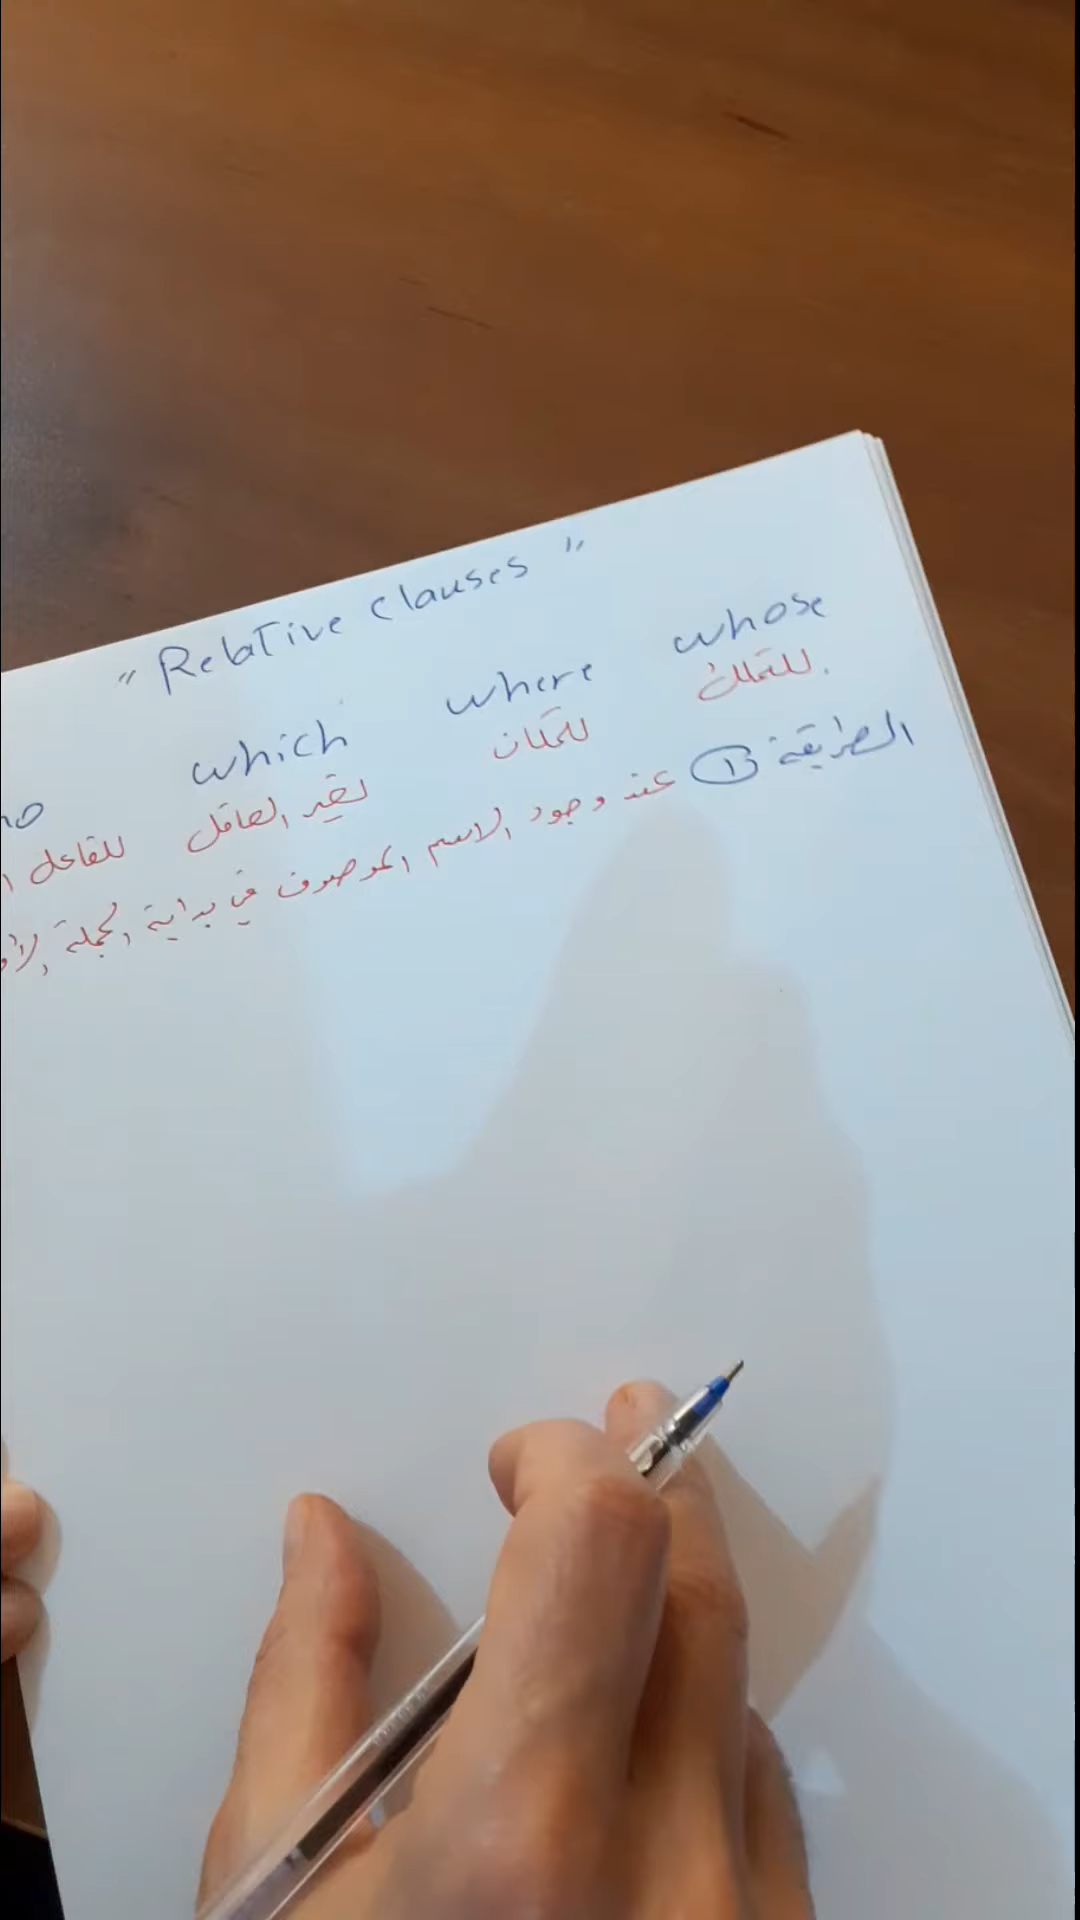 " Relative Clauses "
who which where whose
للفاعل لغير العاقل للمكان للتملك.
الطريقة ① عند وجود الاسم الموصوف في بداية الجملة